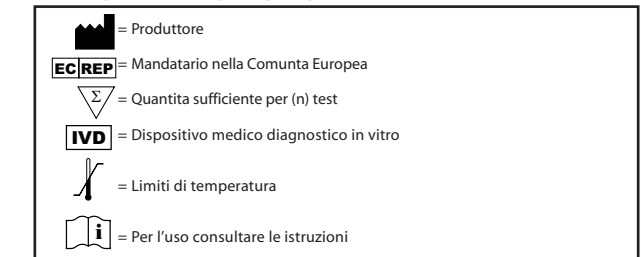 = Produttore
EC REP = Mandatario nella Comunta Europea
Σ = Quantita sufficiente per (n) test
IVD = Dispositivo medico diagnostico in vitro
= Limiti di temperatura
i = Per l'uso consultare le istruzioni